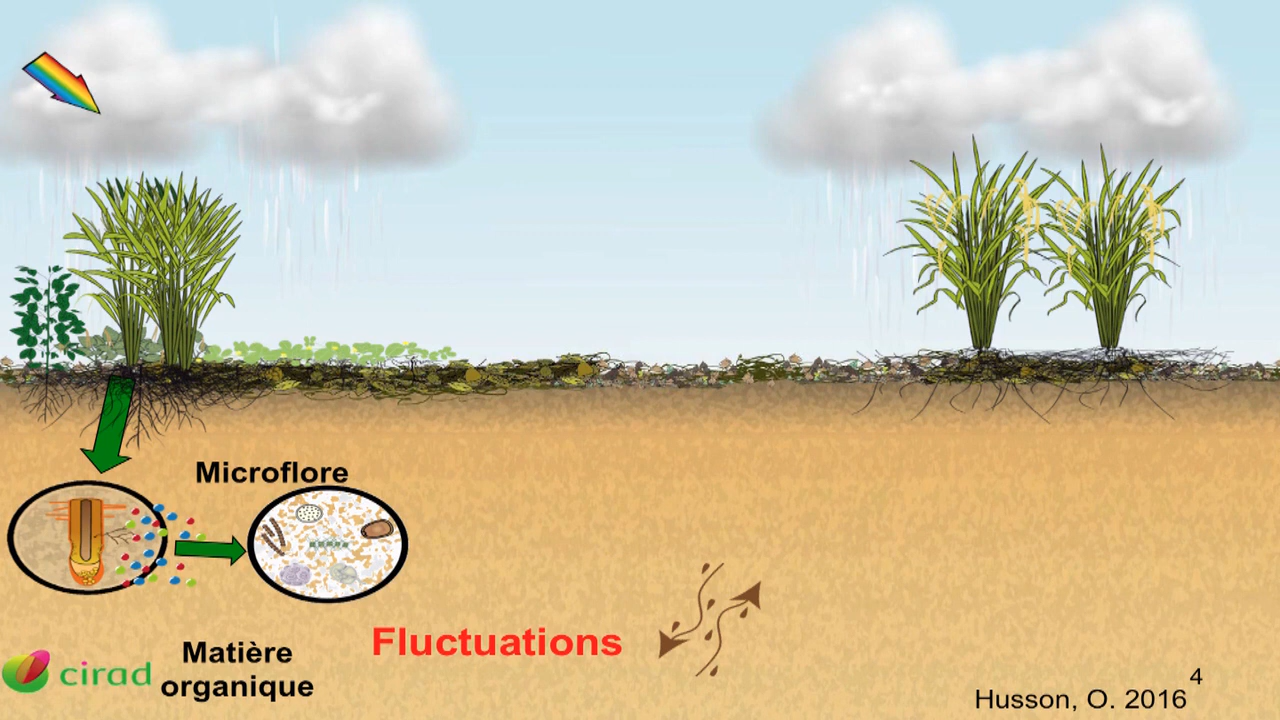 Microflore
Fluctuations
Matière
organique
cirad
4
Husson, O. 2016